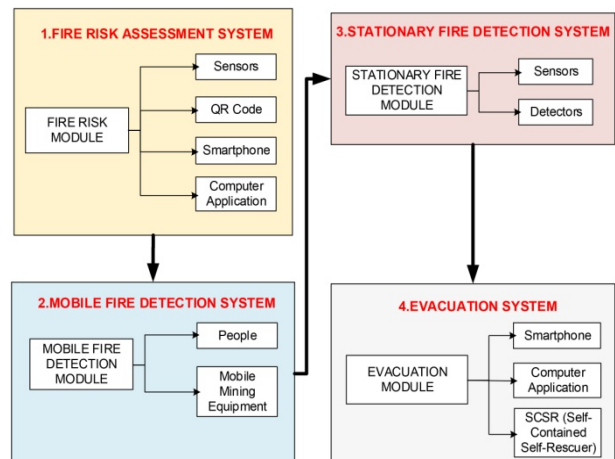 1.FIRE RISK ASSESSMENT SYSTEM
FIRE RISK
MODULE
Sensors
QR Code
Smartphone
Computer
Application
2.MOBILE FIRE DETECTION SYSTEM
MOBILE FIRE
DETECTION
MODULE
People
Mobile
Mining
Equipment
3.STATIONARY FIRE DETECTION SYSTEM
STATIONARY FIRE
DETECTION
MODULE
Sensors
Detectors
4.EVACUATION SYSTEM
EVACUATION
MODULE
Smartphone
Computer
Application
SCSR (Self-
Contained
Self-Rescuer)